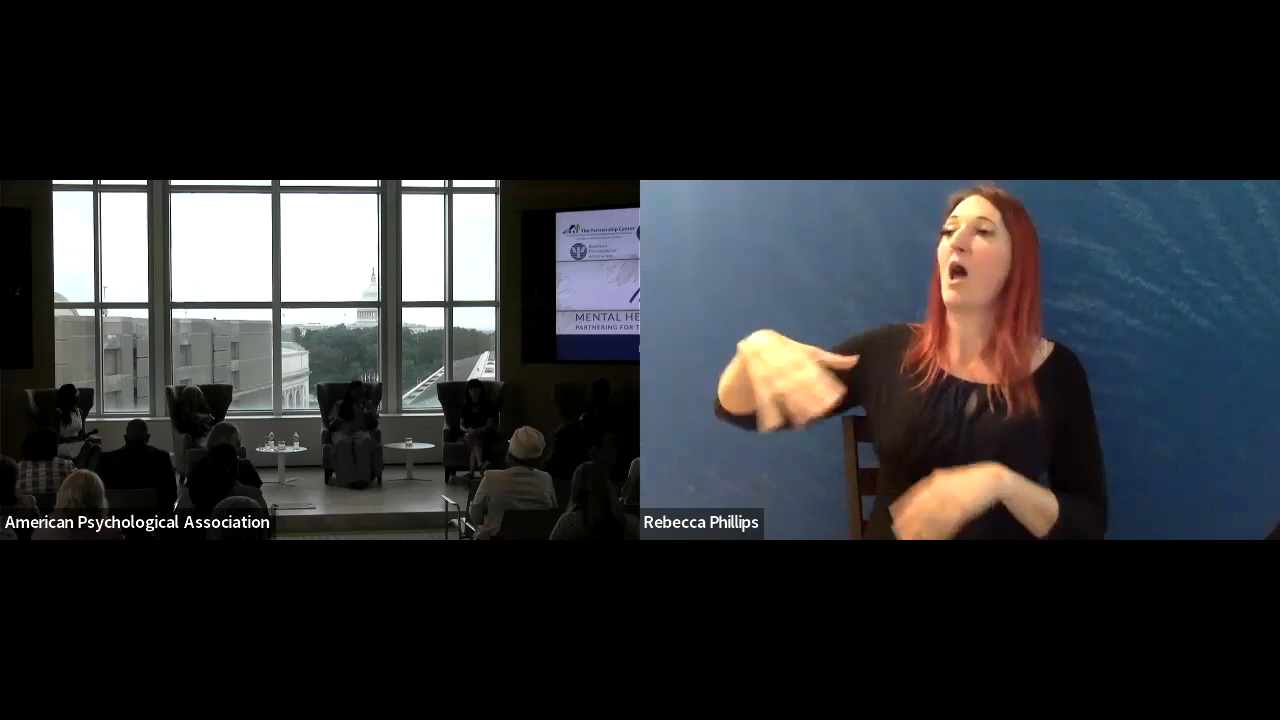 The Partnership Center
American
Psychological
Association
MENTAL HE
PARTNERING FOR T
American Psychological Association
Rebecca Phillips